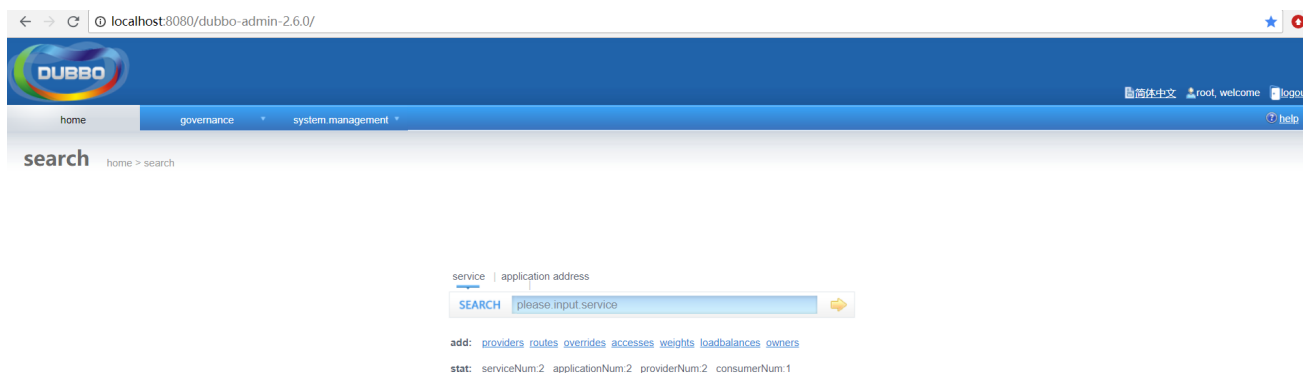 localhost:8080/dubbo-admin-2.6.0/
DUBBO
简体中文 root, welcome logou
home governance system.management help
search home > search
service | application address
SEARCH please.input.service
add: providers routes overrides accesses weights loadbalances owners
stat: serviceNum:2 applicationNum:2 providerNum:2 consumerNum:1